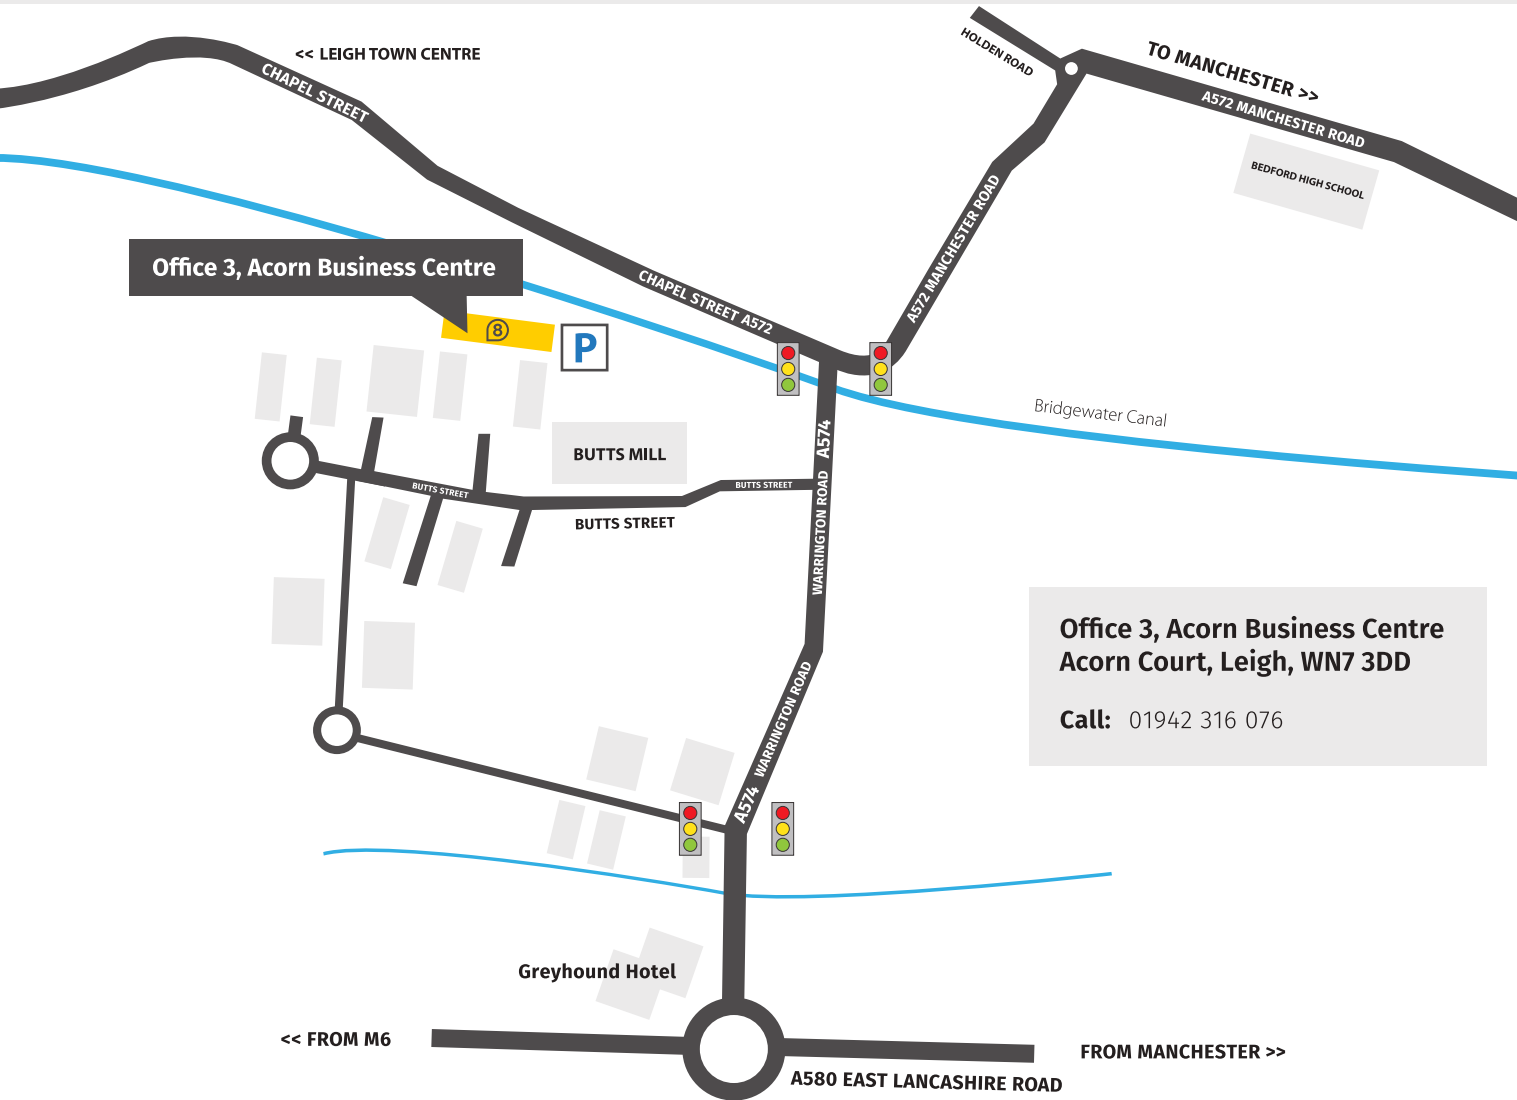 << LEIGH TOWN CENTRE
CHAPEL STREET
HOLDEN ROAD
TO MANCHESTER >>
A572 MANCHESTER ROAD
BEDFORD HIGH SCHOOL
A572 MANCHESTER ROAD
Office 3, Acorn Business Centre
CHAPEL STREET A572
8
P
Bridgewater Canal
A574
BUTTS MILL
BUTTS STREET
BUTTS STREET
WARRINGTON ROAD
BUTTS STREET
Office 3, Acorn Business Centre
Acorn Court, Leigh, WN7 3DD
Call: 01942 316 076
WARRINGTON ROAD
A574
Greyhound Hotel
<< FROM M6
FROM MANCHESTER >>
A580 EAST LANCASHIRE ROAD